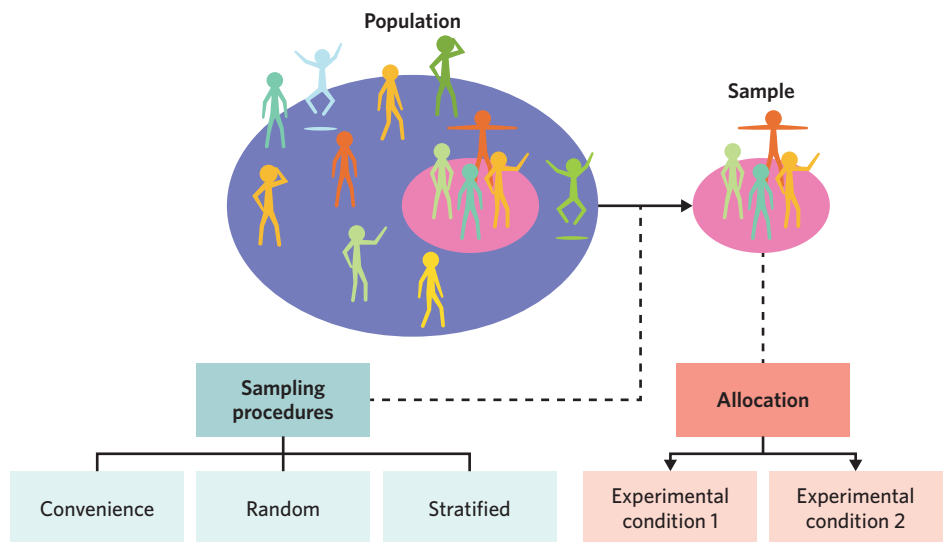 Population
Sample
Sampling
procedures
Allocation
Convenience
Random
Stratified
Experimental
condition 1
Experimental
condition 2